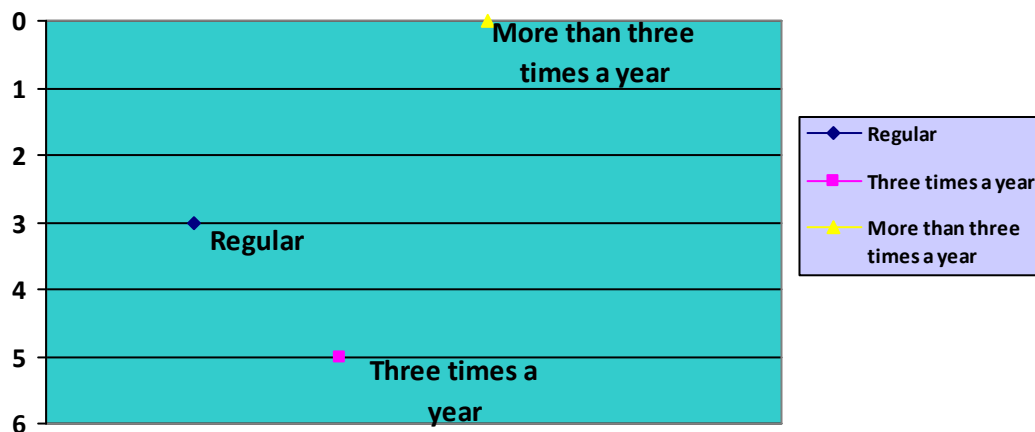 0
1
2
3
4
5
6
More than three
times a year
Regular
Three times a
year
Regular
Three times a year
More than three
times a year